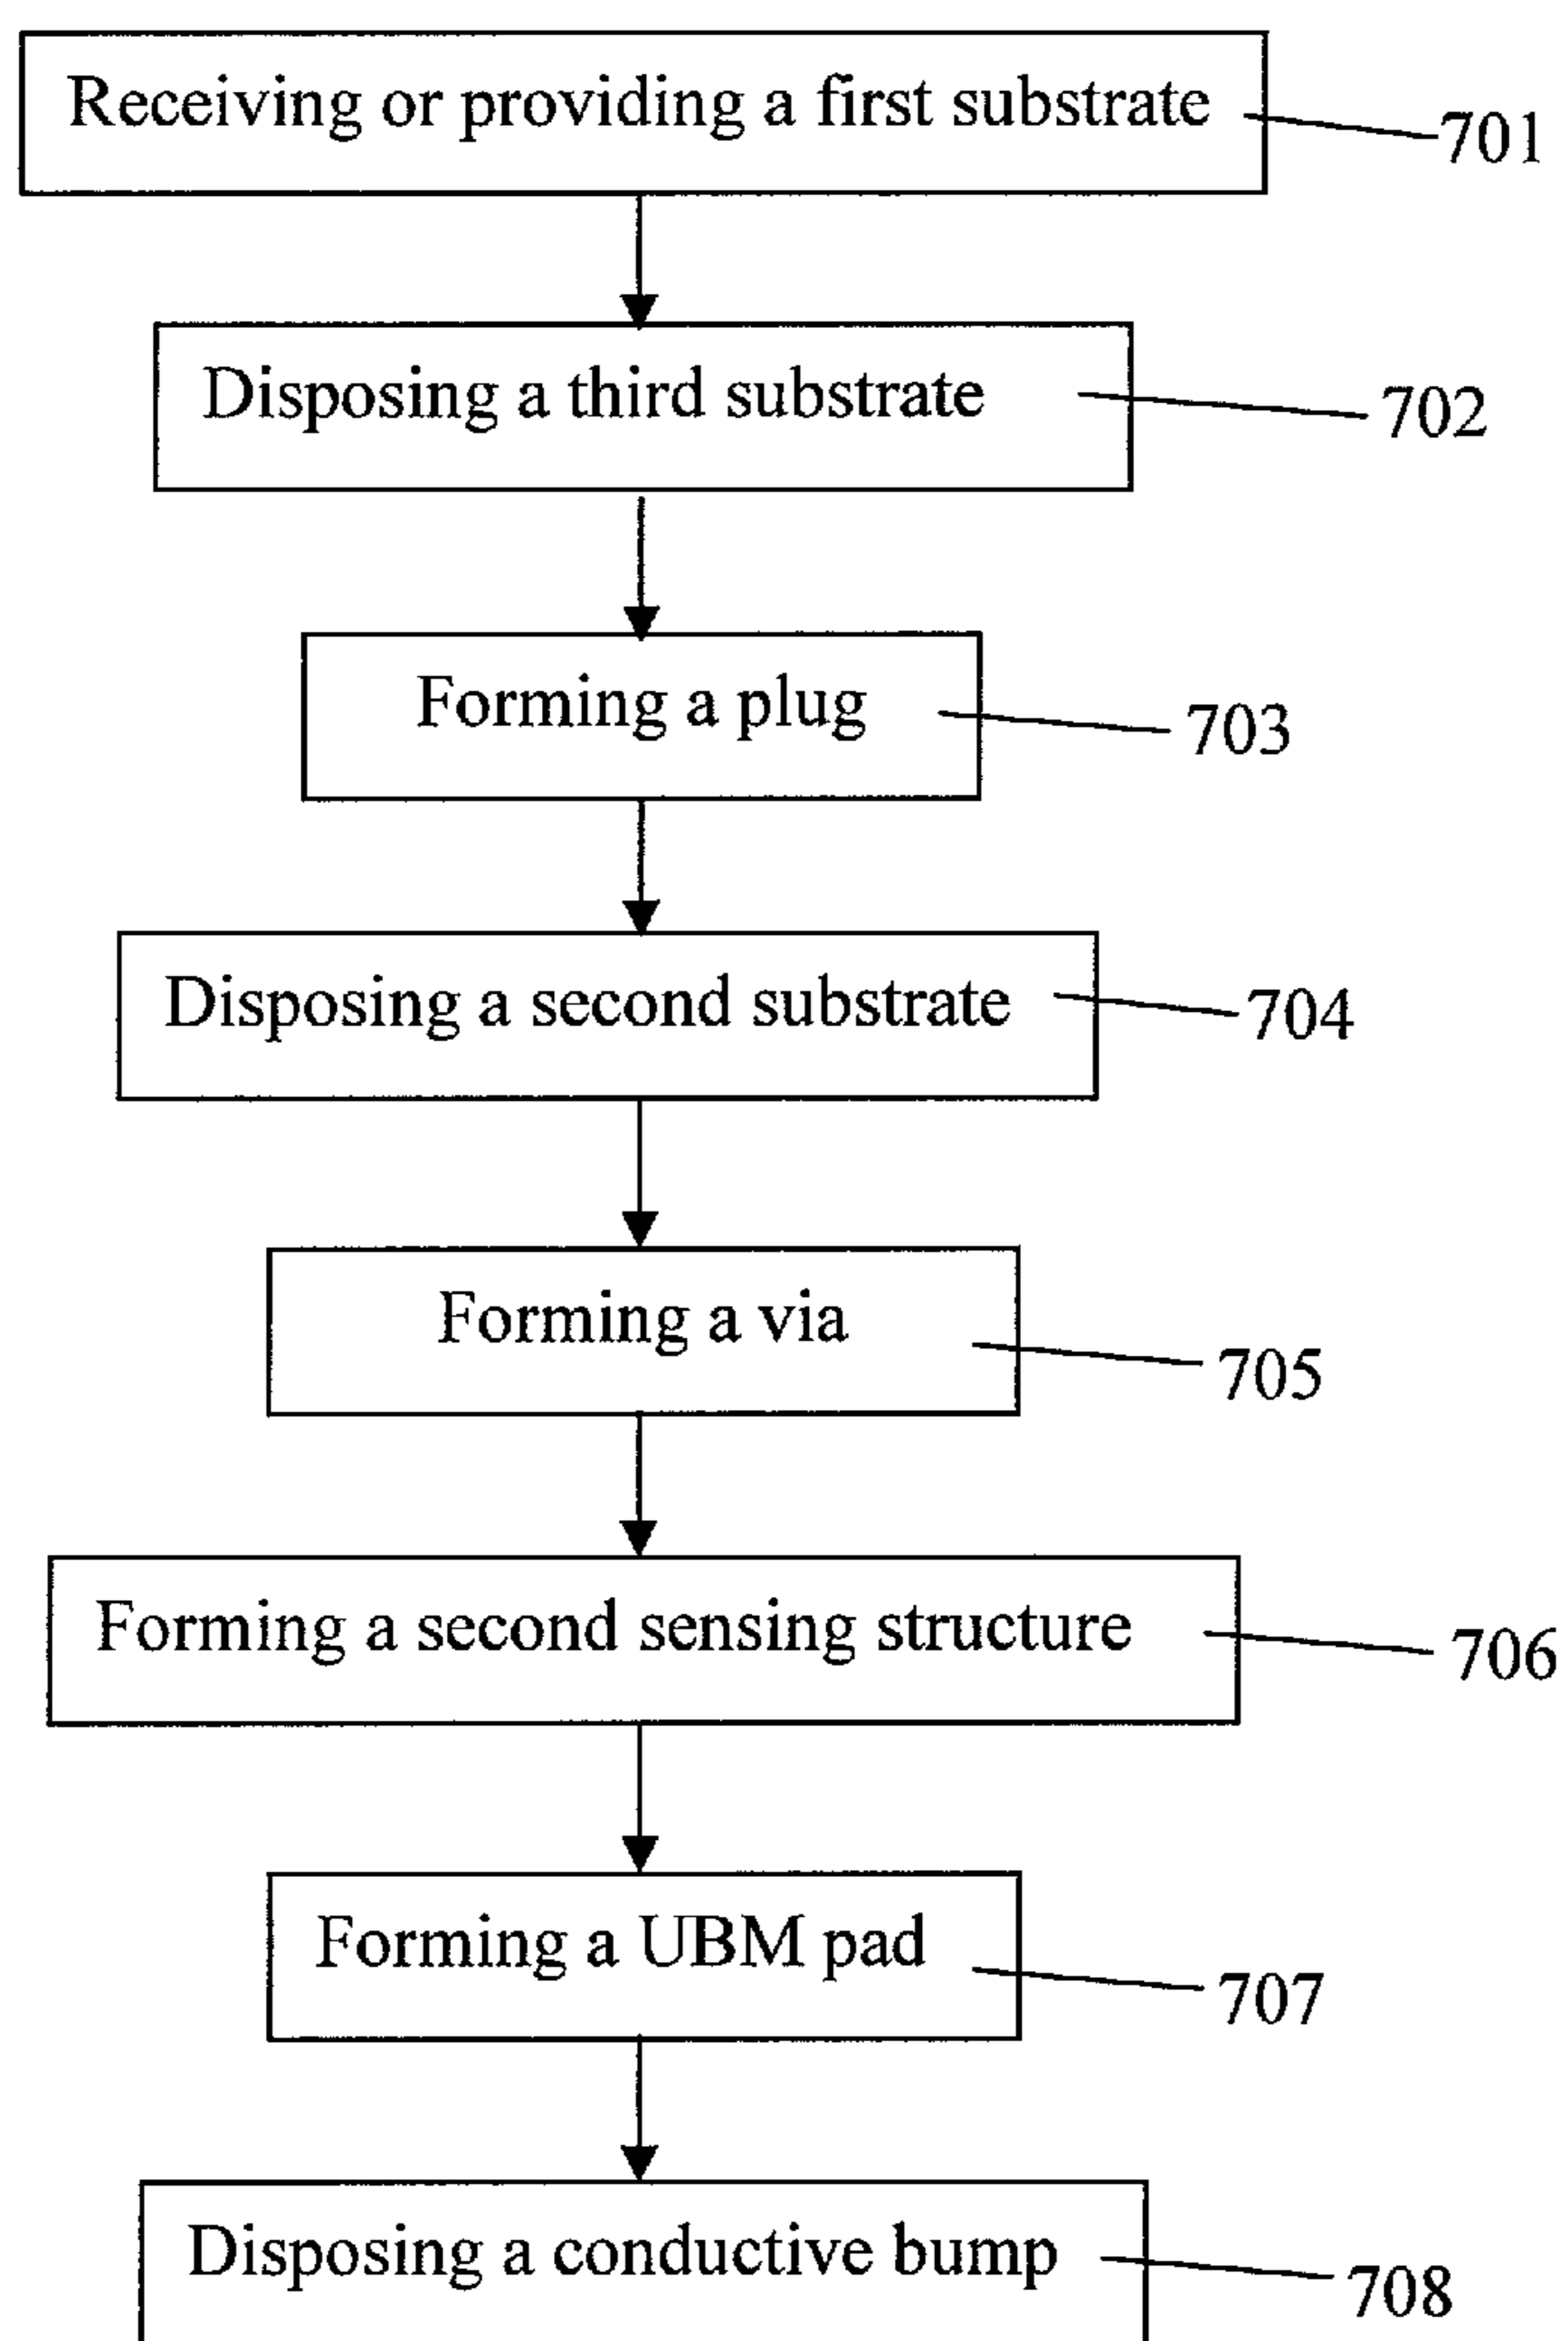 Receiving or providing a first substrate
701
Disposing a third substrate
702
Forming a plug
703
Disposing a second substrate
704
Forming a via
705
Forming a second sensing structure
706
Forming a UBM pad
707
Disposing a conductive bump
708